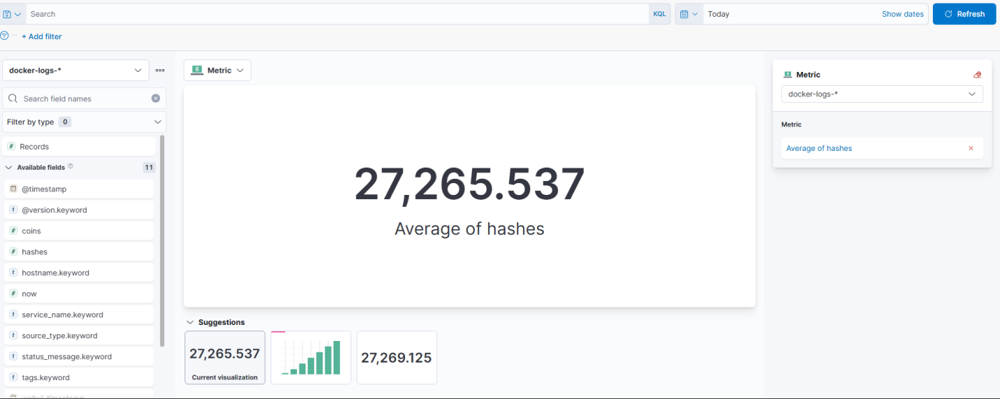 Search
KQL
Today
Show dates
Refresh
+ Add filter
docker-logs-*
Search field names
Filter by type 0
# Records
Available fields ? 11
@timestamp
t @version.keyword
# coins
# hashes
t hostname.keyword
# now
t service_name.keyword
t source_type.keyword
t status_message.keyword
t tags.keyword
Metric
27,265.537
Average of hashes
Suggestions
27,265.537
Current visualization
27,269.125
Metric
docker-logs-*
Metric
Average of hashes